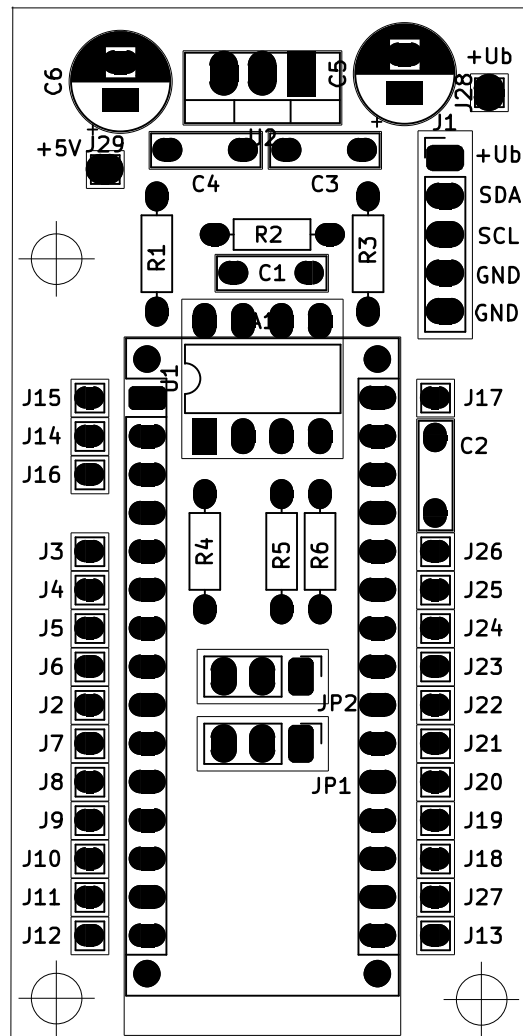 +Ub
C6
C5
J28
J1
U2
+5V
J29
+Ub
C4
C3
SDA
R1
R2
R3
SCL
C1
GND
GND
A1
U1
J15
J17
J14
C2
J16
J3
R4
R5
R6
J26
J4
J25
J5
J24
J6
J23
JP2
J2
J22
J7
J21
JP1
J8
J20
J9
J19
J10
J18
J11
J27
J12
J13